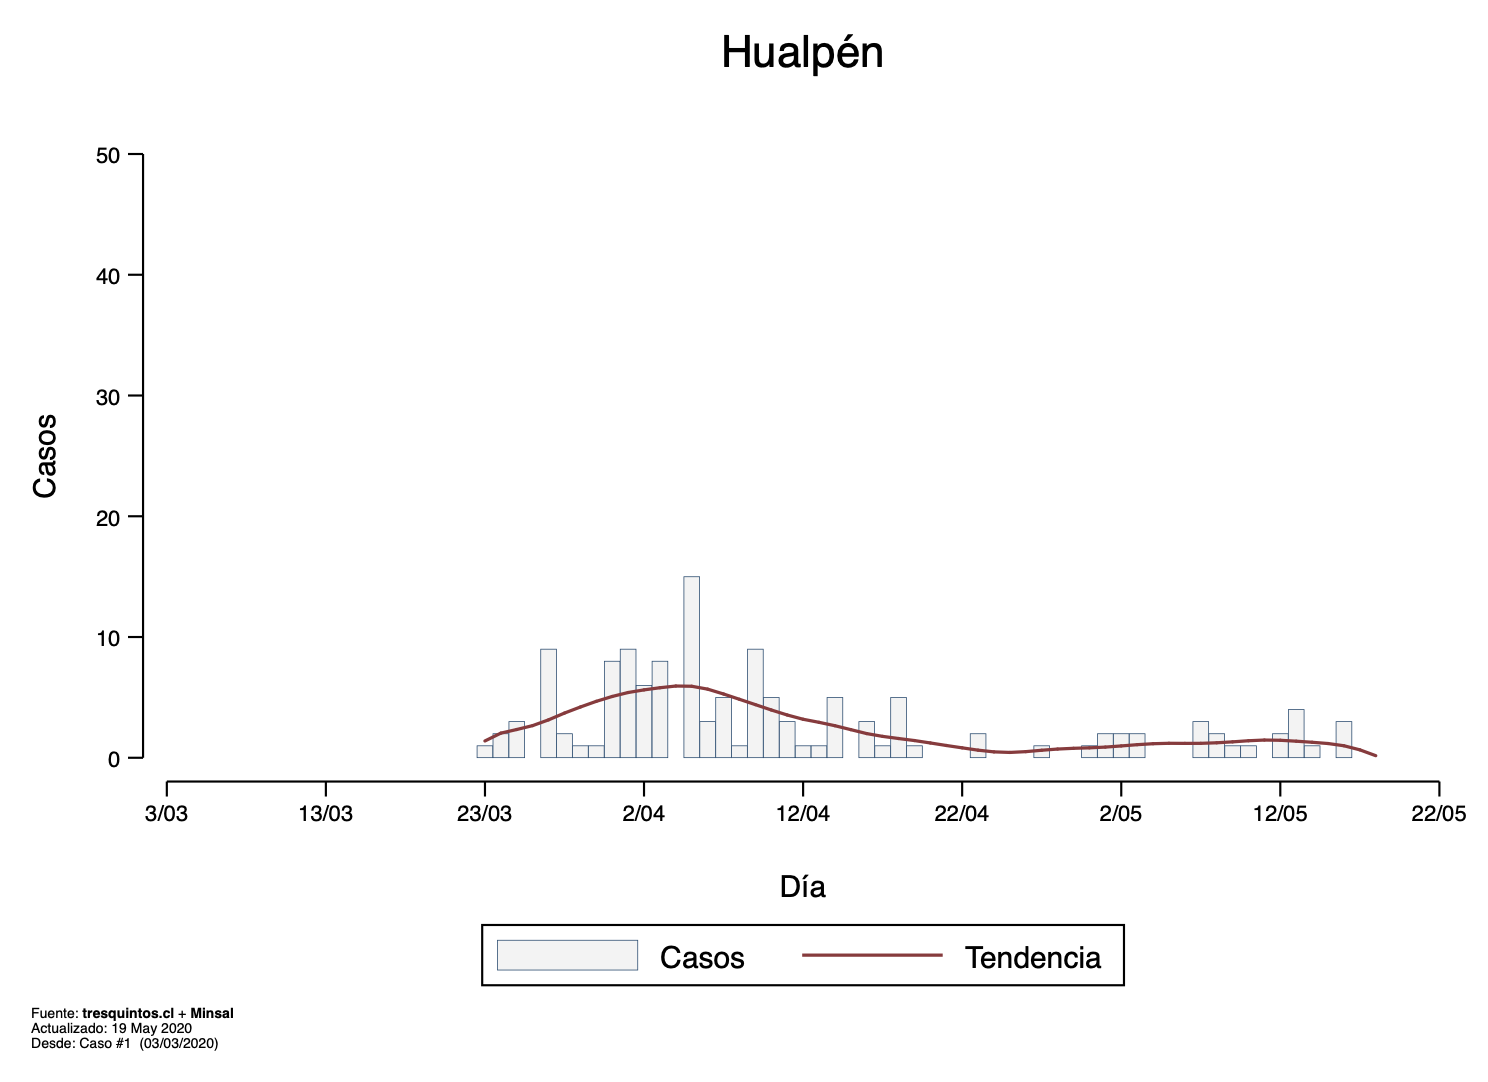 Hualpén
50
40
30
20
10
0
Casos
3/03 13/03 23/03 2/04 12/04 22/04 2/05 12/05 22/05
Día
Casos Tendencia
Fuente: tresquintos.cl + Minsal
Actualizado: 19 May 2020
Desde: Caso #1 (03/03/2020)